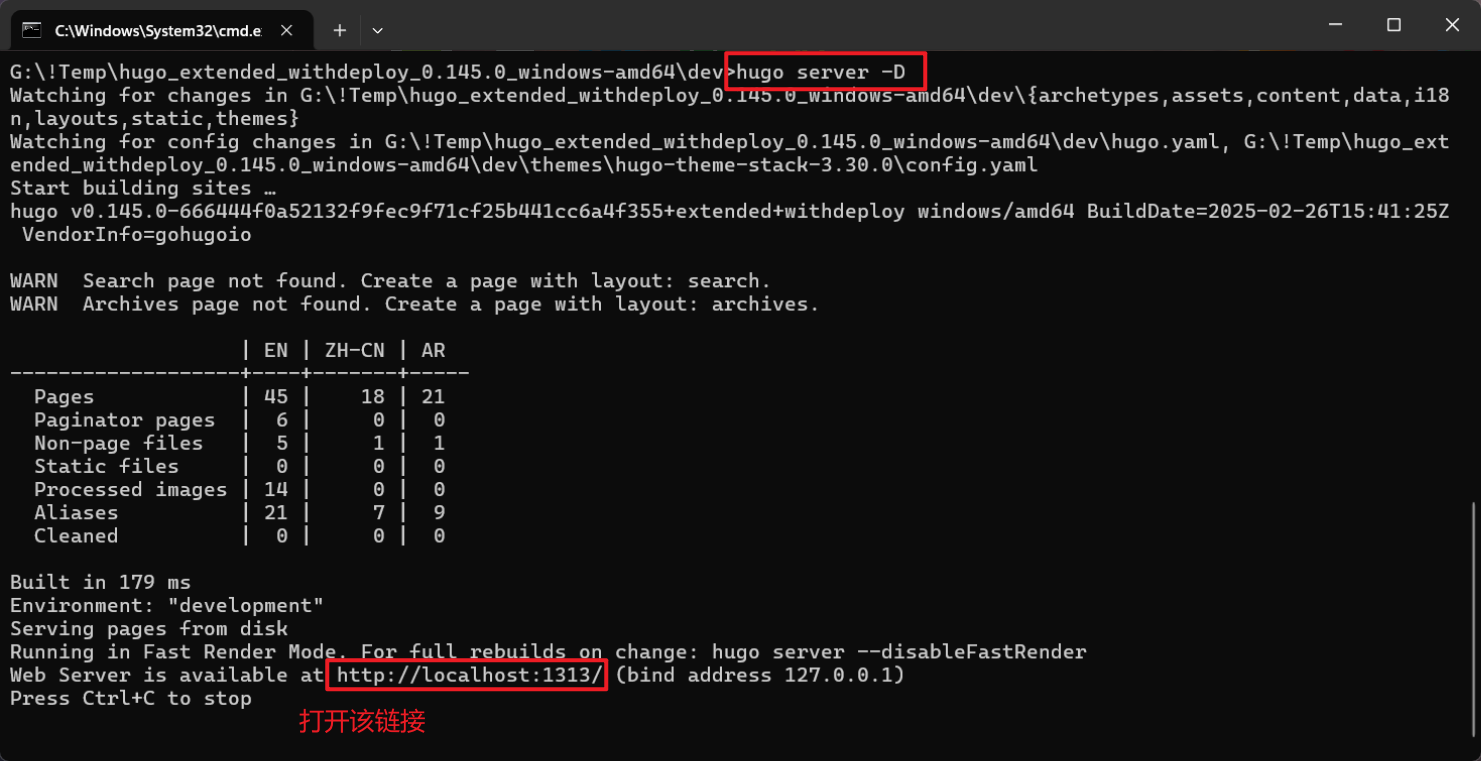 C:\Windows\System32\cmd.e
G:\!Temp\hugo_extended_withdeploy_0.145.0_windows-amd64\dev>hugo server -D
Watching for changes in G:\!Temp\hugo_extended_withdeploy_0.145.0_windows-amd64\dev\{archetypes,assets,content,data,i18
n,layouts,static,themes}
Watching for config changes in G:\!Temp\hugo_extended_withdeploy_0.145.0_windows-amd64\dev\hugo.yaml, G:\!Temp\hugo_ext
ended_withdeploy_0.145.0_windows-amd64\dev\themes\hugo-theme-stack-3.30.0\config.yaml
Start building sites …
hugo v0.145.0-666444f0a52132f9fec9f71cf25b441cc6a4f355+extended+withdeploy windows/amd64 BuildDate=2025-02-26T15:41:25Z
 VendorInfo=gohugoio
WARN  Search page not found. Create a page with layout: search.
WARN  Archives page not found. Create a page with layout: archives.
                   | EN | ZH-CN | AR
-------------------+----+-------+-----
  Pages            | 45 |    18 | 21
  Paginator pages  |  6 |     0 |  0
  Non-page files   |  5 |     1 |  1
  Static files     |  0 |     0 |  0
  Processed images | 14 |     0 |  0
  Aliases          | 21 |     7 |  9
  Cleaned          |  0 |     0 |  0
Built in 179 ms
Environment: "development"
Serving pages from disk
Running in Fast Render Mode. For full rebuilds on change: hugo server --disableFastRender
Web Server is available at http://localhost:1313/ (bind address 127.0.0.1)
Press Ctrl+C to stop
打开该链接